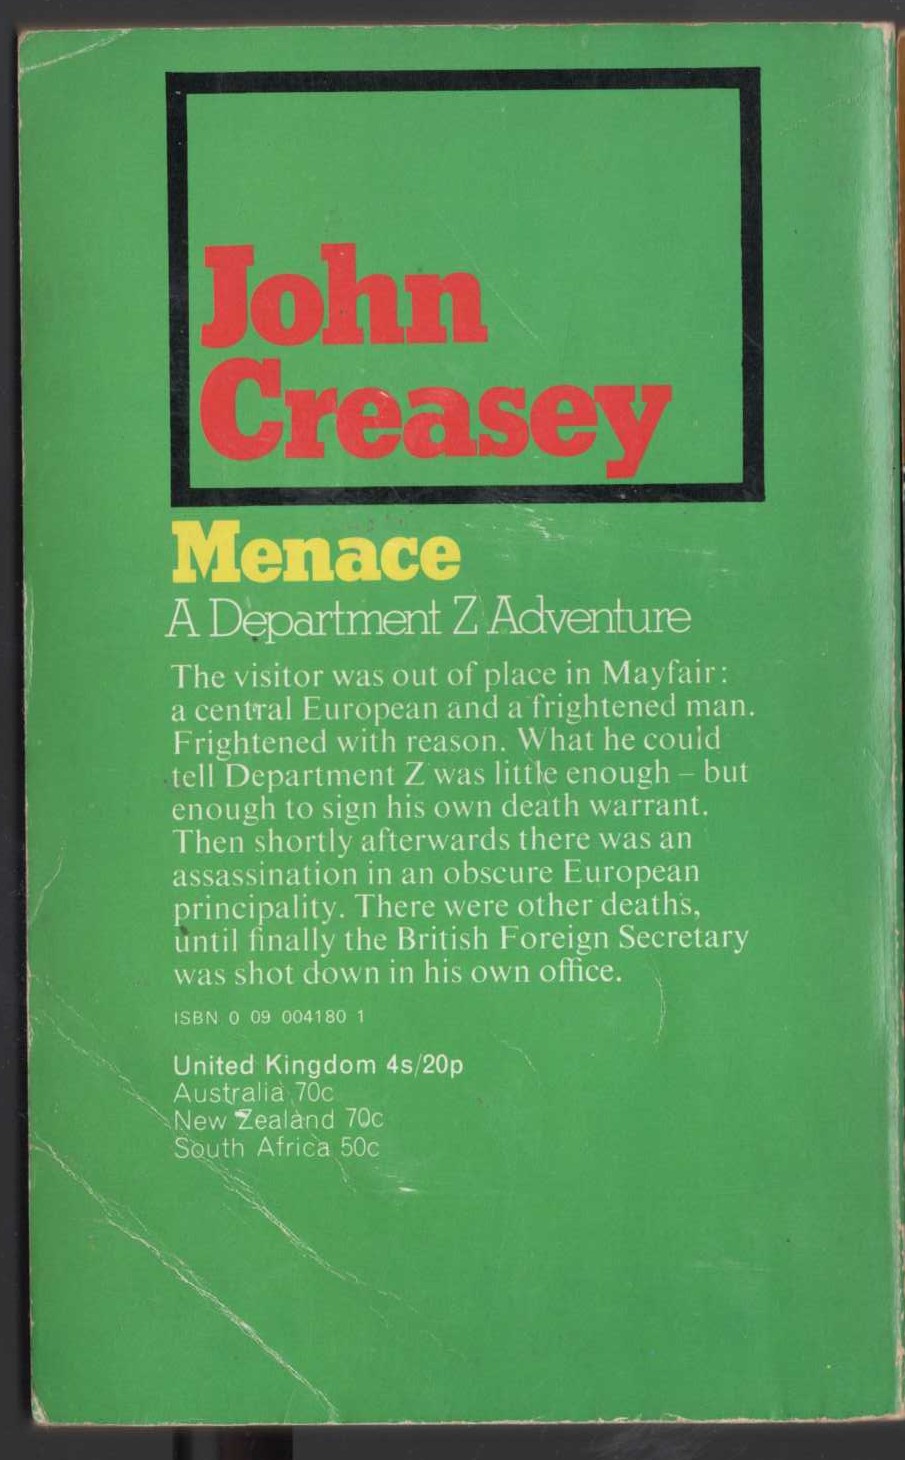 John
Creasey
Menace
A Department Z Adventure
The visitor was out of place in Mayfair:
a central European and a frightened man.
Frightened with reason. What he could
tell Department Z was little enough – but
enough to sign his own death warrant.
Then shortly afterwards there was an
assassination in an obscure European
principality. There were other deaths,
until finally the British Foreign Secretary
was shot down in his own office.
ISBN 0 09 004180 1
United Kingdom 4s/20p
Australia 70c
New Zealand 70c
South Africa 50c